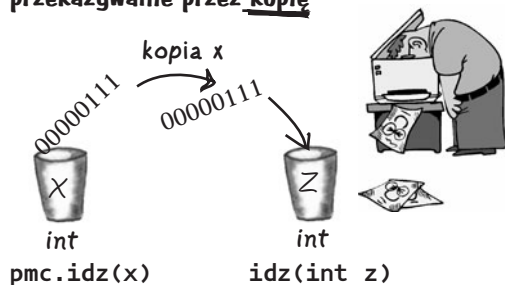 przekazywanie przez kopię
kopia x
00000111
00000111
X
Z
int
int
pmc.idz(x)
idz(int z)